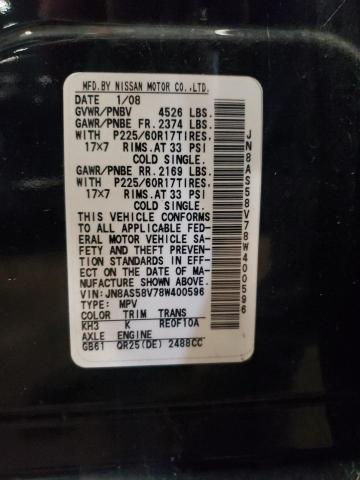 MFD.BY NISSAN MOTOR CO.,LTD.
DATE 1/08
GVWR/PNBV 4526 LBS.
GAWR/PNBE FR. 2374 LBS.
WITH P225/60R17TIRES.
17×7 RIMS.AT 33 PSI
COLD SINGLE.
GAWR/PNBE RR. 2169 LBS.
WITH P225/60R17TIRES.
17×7 RIMS.AT 33 PSI
COLD SINGLE.
THIS VEHICLE CONFORMS
TO ALL APPLICABLE FED-
ERAL MOTOR VEHICLE SA-
FETY AND THEFT PREVEN-
TION STANDARDS IN EFF-
ECT ON THE DATE OF MA-
NUFACTURE SHOWN ABOVE.
VIN:JN8AS58V78W400596
TYPE: MPV
COLOR TRIM TRANS
KH3 K RE0F10A
AXLE ENGINE
GB61 QR25(DE) 2488CC
JN8AS58V78W400596